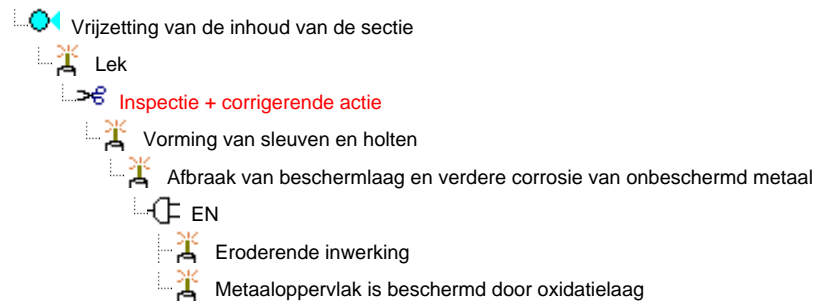 Vrijzetting van de inhoud van de sectie
Lek
Inspectie + corrigerende actie
Vorming van sleuven en holten
Afbraak van beschermlaag en verdere corrosie van onbeschermd metaal
EN
Eroderende inwerking
Metaaloppervlak is beschermd door oxidatielaag